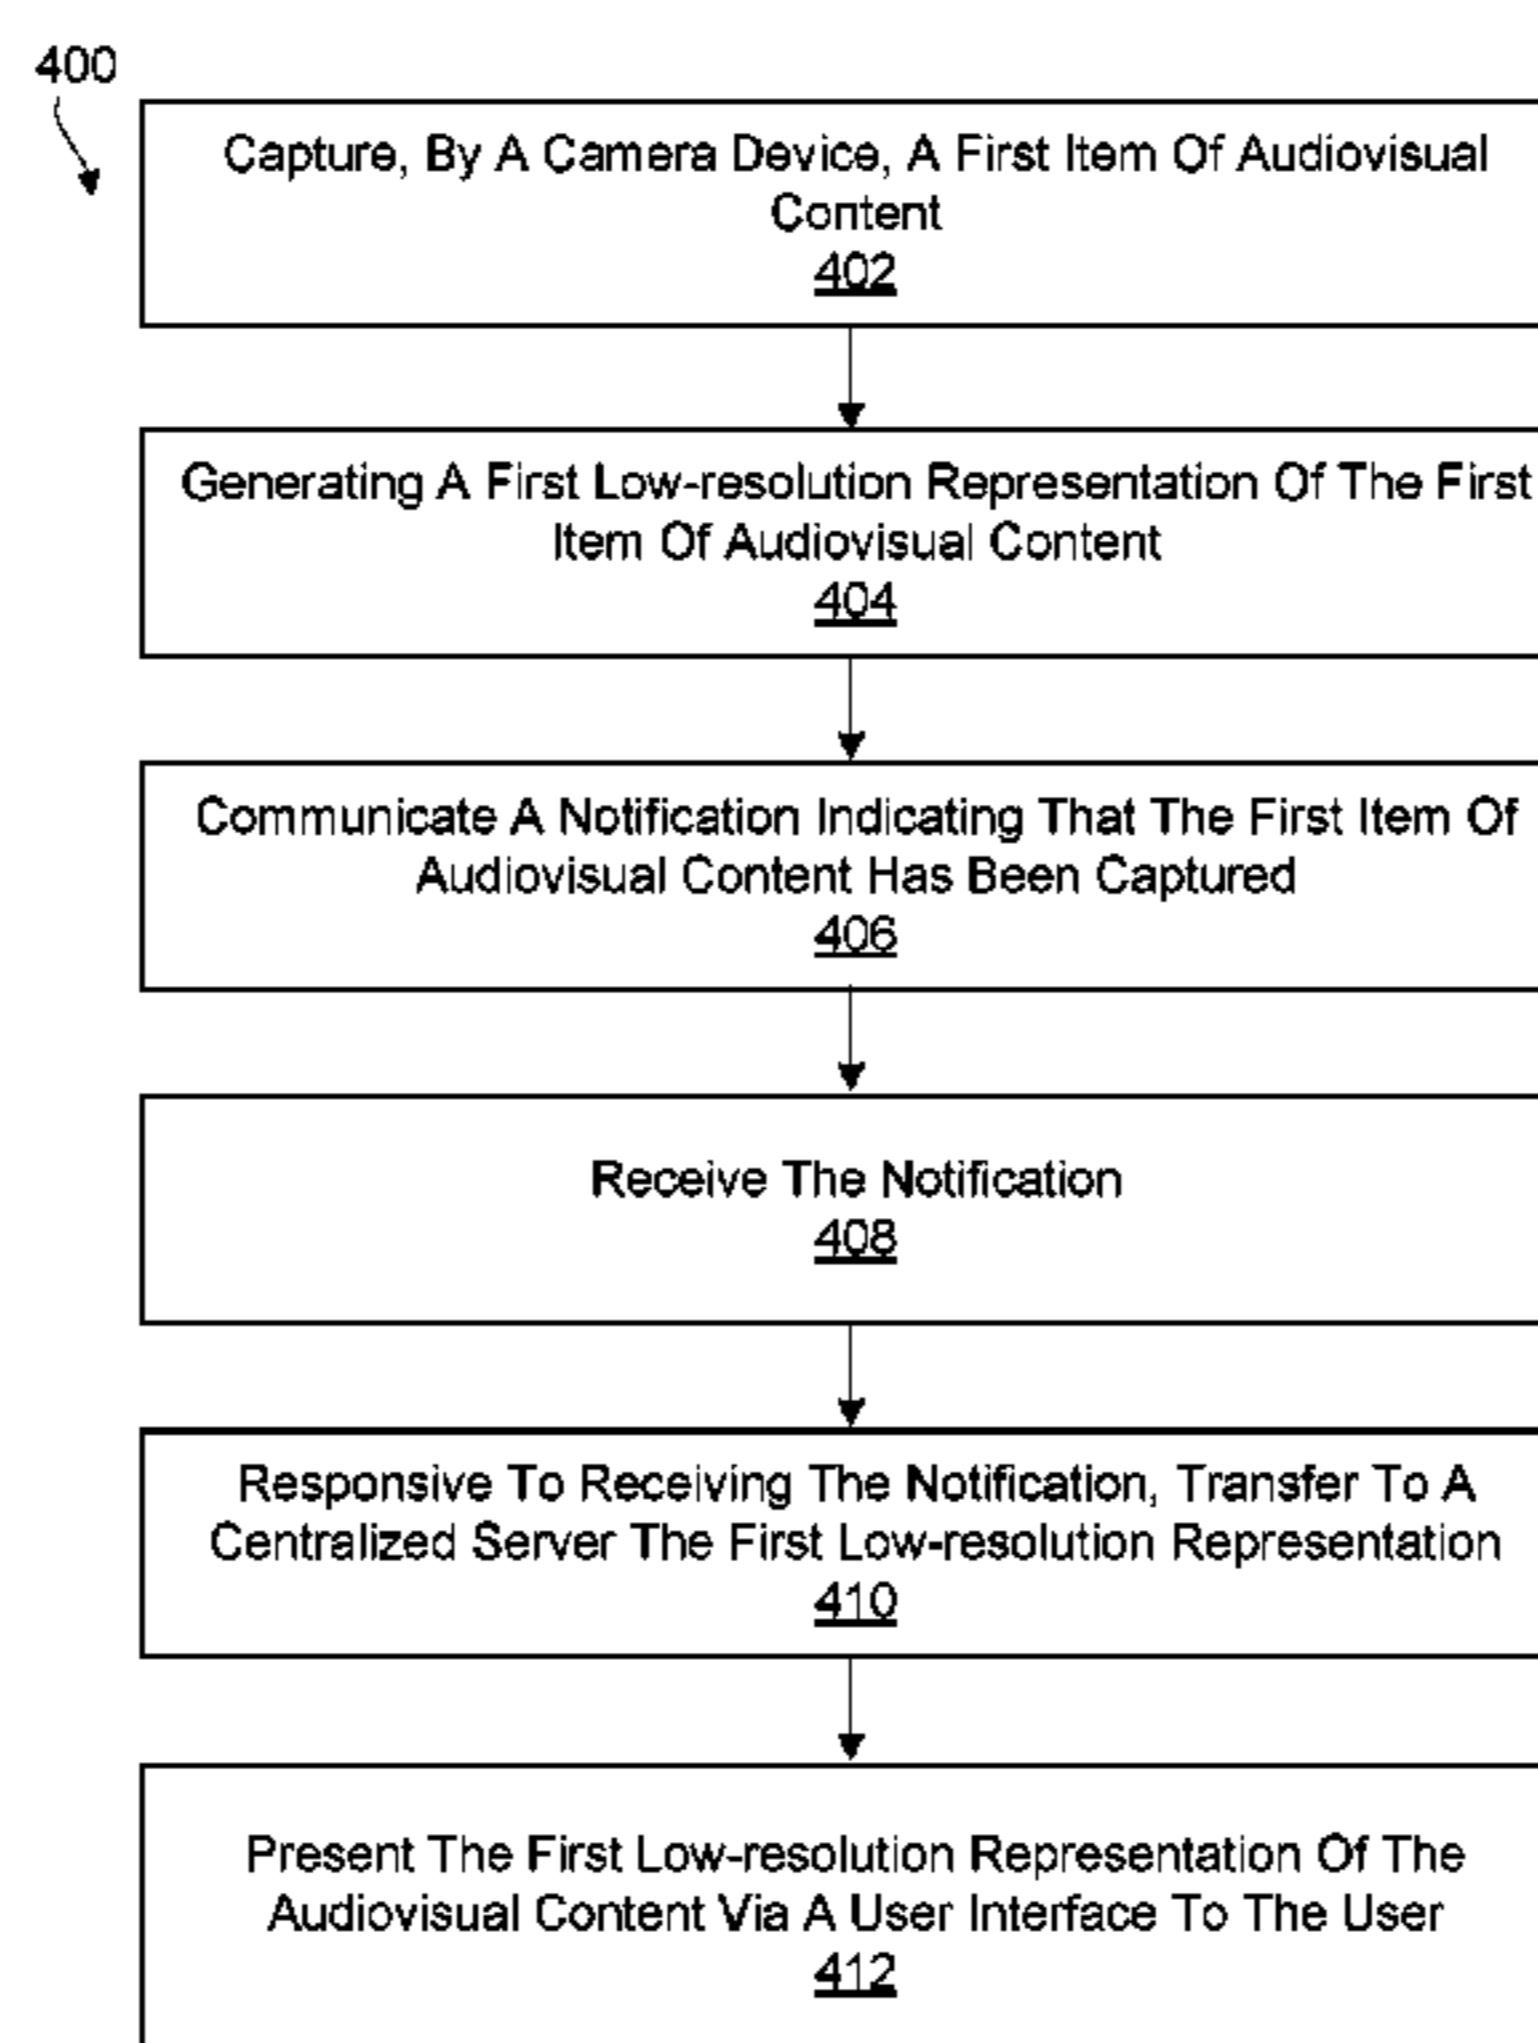 400
Capture, By A Camera Device, A First Item Of Audiovisual
Content
402
Generating A First Low-resolution Representation Of The First
Item Of Audiovisual Content
404
Communicate A Notification Indicating That The First Item Of
Audiovisual Content Has Been Captured
406
Receive The Notification
408
Responsive To Receiving The Notification, Transfer To A
Centralized Server The First Low-resolution Representation
410
Present The First Low-resolution Representation Of The
Audiovisual Content Via A User Interface To The User
412